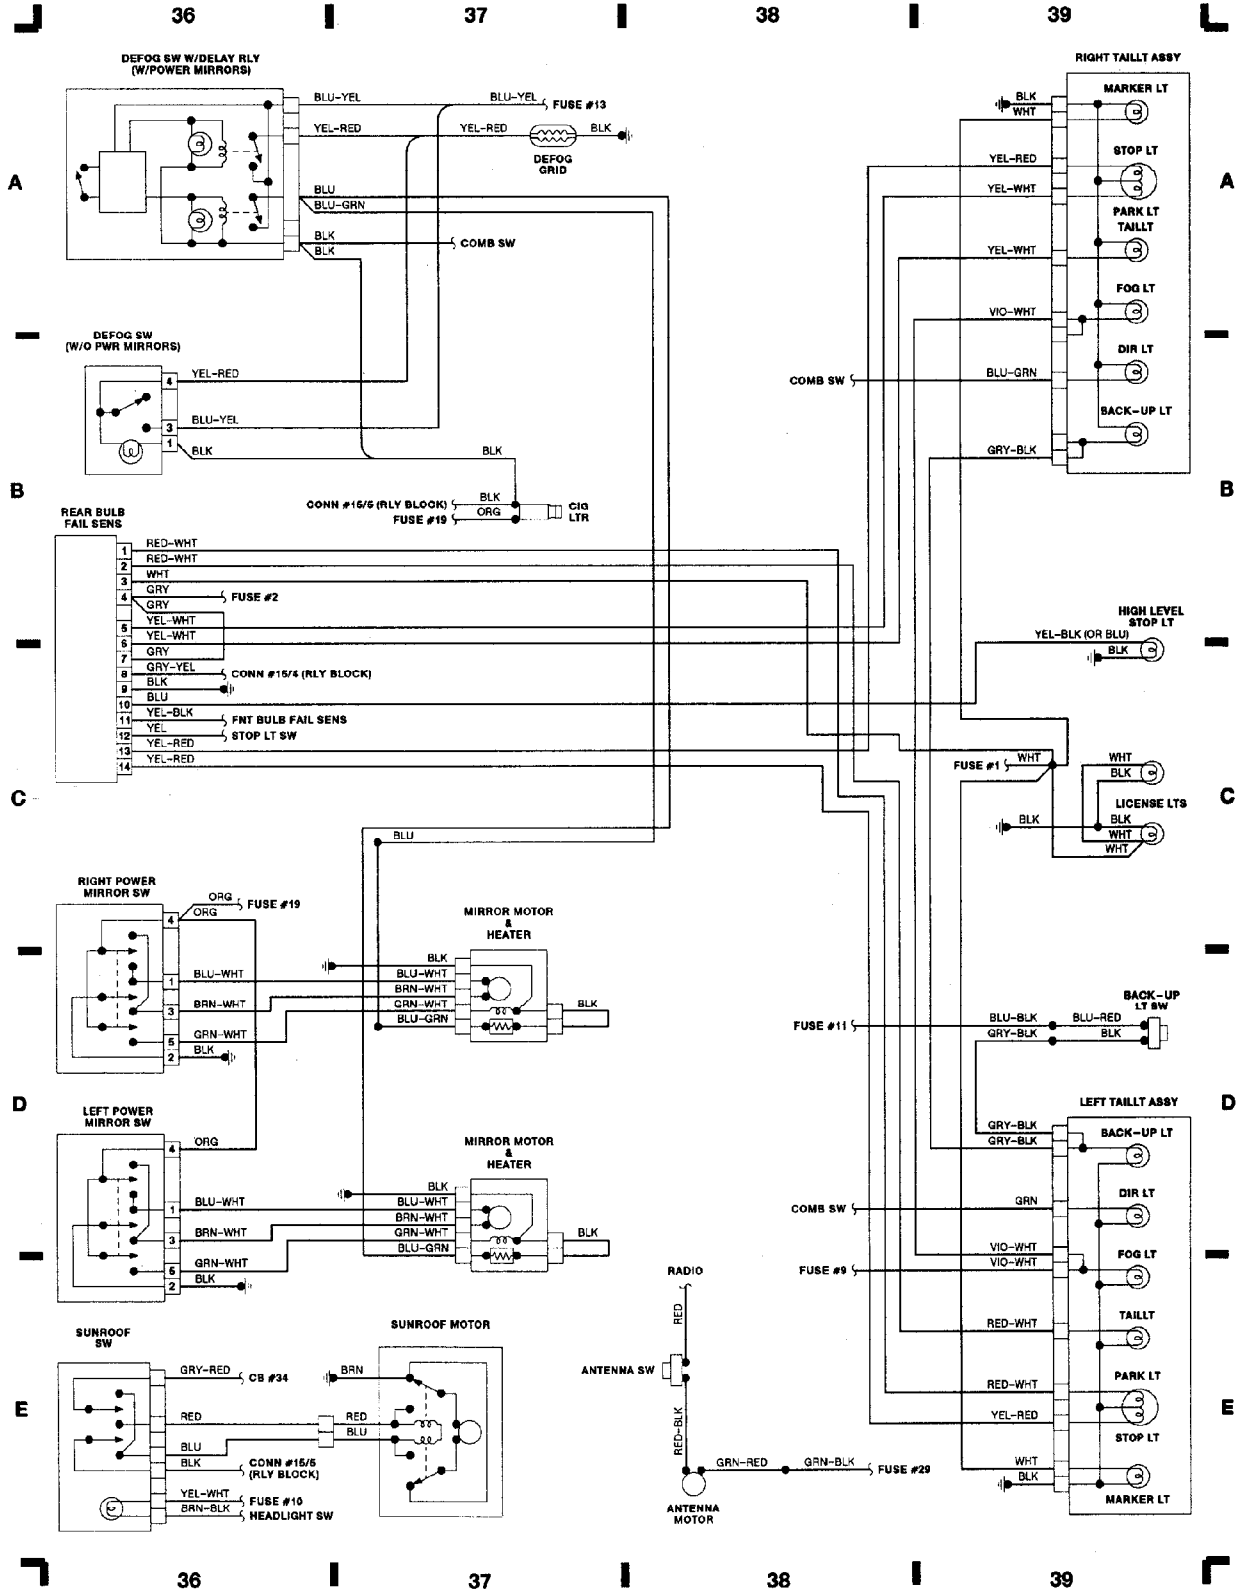 36 37 38 39
DEFOG SW W/DELAY RLY
(W/POWER MIRRORS)
BLU-YEL BLU-YEL FUSE #13
YEL-RED YEL-RED BLK
DEFOG
GRID
BLU
BLU-GRN
BLK COMB SW
BLK
A
RIGHT TAILLT ASSY
MARKER LT
BLK
WHT
STOP LT
YEL-RED
YEL-WHT
A
PARK LT
TAILLT
YEL-WHT
FOG LT
VIO-WHT
DIR LT
COMB SW BLU-GRN
BACK-UP LT
GRY-BLK
DEFOG SW
(W/O PWR MIRRORS)
4 YEL-RED
3 BLU-YEL
1 BLK BLK
B
B
CONN #15/5 (RLY BLOCK) BLK CIG
FUSE #19 ORG LTR
REAR BULB
FAIL SENS
1 RED-WHT
2 RED-WHT
3 WHT
4 GRY FUSE #2
GRY
5 YEL-WHT
6 YEL-WHT
7 GRY
8 GRY-YEL CONN #15/4 (RLY BLOCK)
9 BLK
10 BLU
11 YEL-BLK FNT BULB FAIL SENS
12 YEL STOP LT SW
13 YEL-RED
14 YEL-RED
HIGH LEVEL
STOP LT
YEL-BLK (OR BLU)
BLK
FUSE #1 WHT WHT
BLK
C
C
LICENSE LTS
BLK BLK
WHT
WHT
BLU
RIGHT POWER
MIRROR SW
ORG FUSE #19
4 ORG
1 BLU-WHT
3 BRN-WHT
5 GRN-WHT
2 BLK
MIRROR MOTOR
&
HEATER
BLK
BLU-WHT
BRN-WHT
GRN-WHT BLK
BLU-GRN
BACK-UP
LT SW
FUSE #11 BLU-BLK BLU-RED
GRY-BLK BLK
D
D
LEFT POWER
MIRROR SW
4 ORG
1 BLU-WHT
3 BRN-WHT
5 GRN-WHT
2 BLK
MIRROR MOTOR
&
HEATER
BLK
BLU-WHT
BRN-WHT
GRN-WHT BLK
BLU-GRN
LEFT TAILLT ASSY
GRY-BLK BACK-UP LT
GRY-BLK
DIR LT
COMB SW GRN
VIO-WHT FOG LT
FUSE #9 VIO-WHT
TAILLT
RED-WHT
PARK LT
RED-WHT
YEL-RED
STOP LT
WHT
BLK
MARKER LT
E
E
SUNROOF
SW
GRY-RED CB #34
RED
BLU
BLK CONN #15/5
(RLY BLOCK)
YEL-WHT FUSE #10
BRN-BLK HEADLIGHT SW
SUNROOF MOTOR
BRN
RED
BLU
RADIO
RED
ANTENNA SW
RED-BLK
GRN-RED GRN-BLK FUSE #29
ANTENNA
MOTOR
36 37 38 39